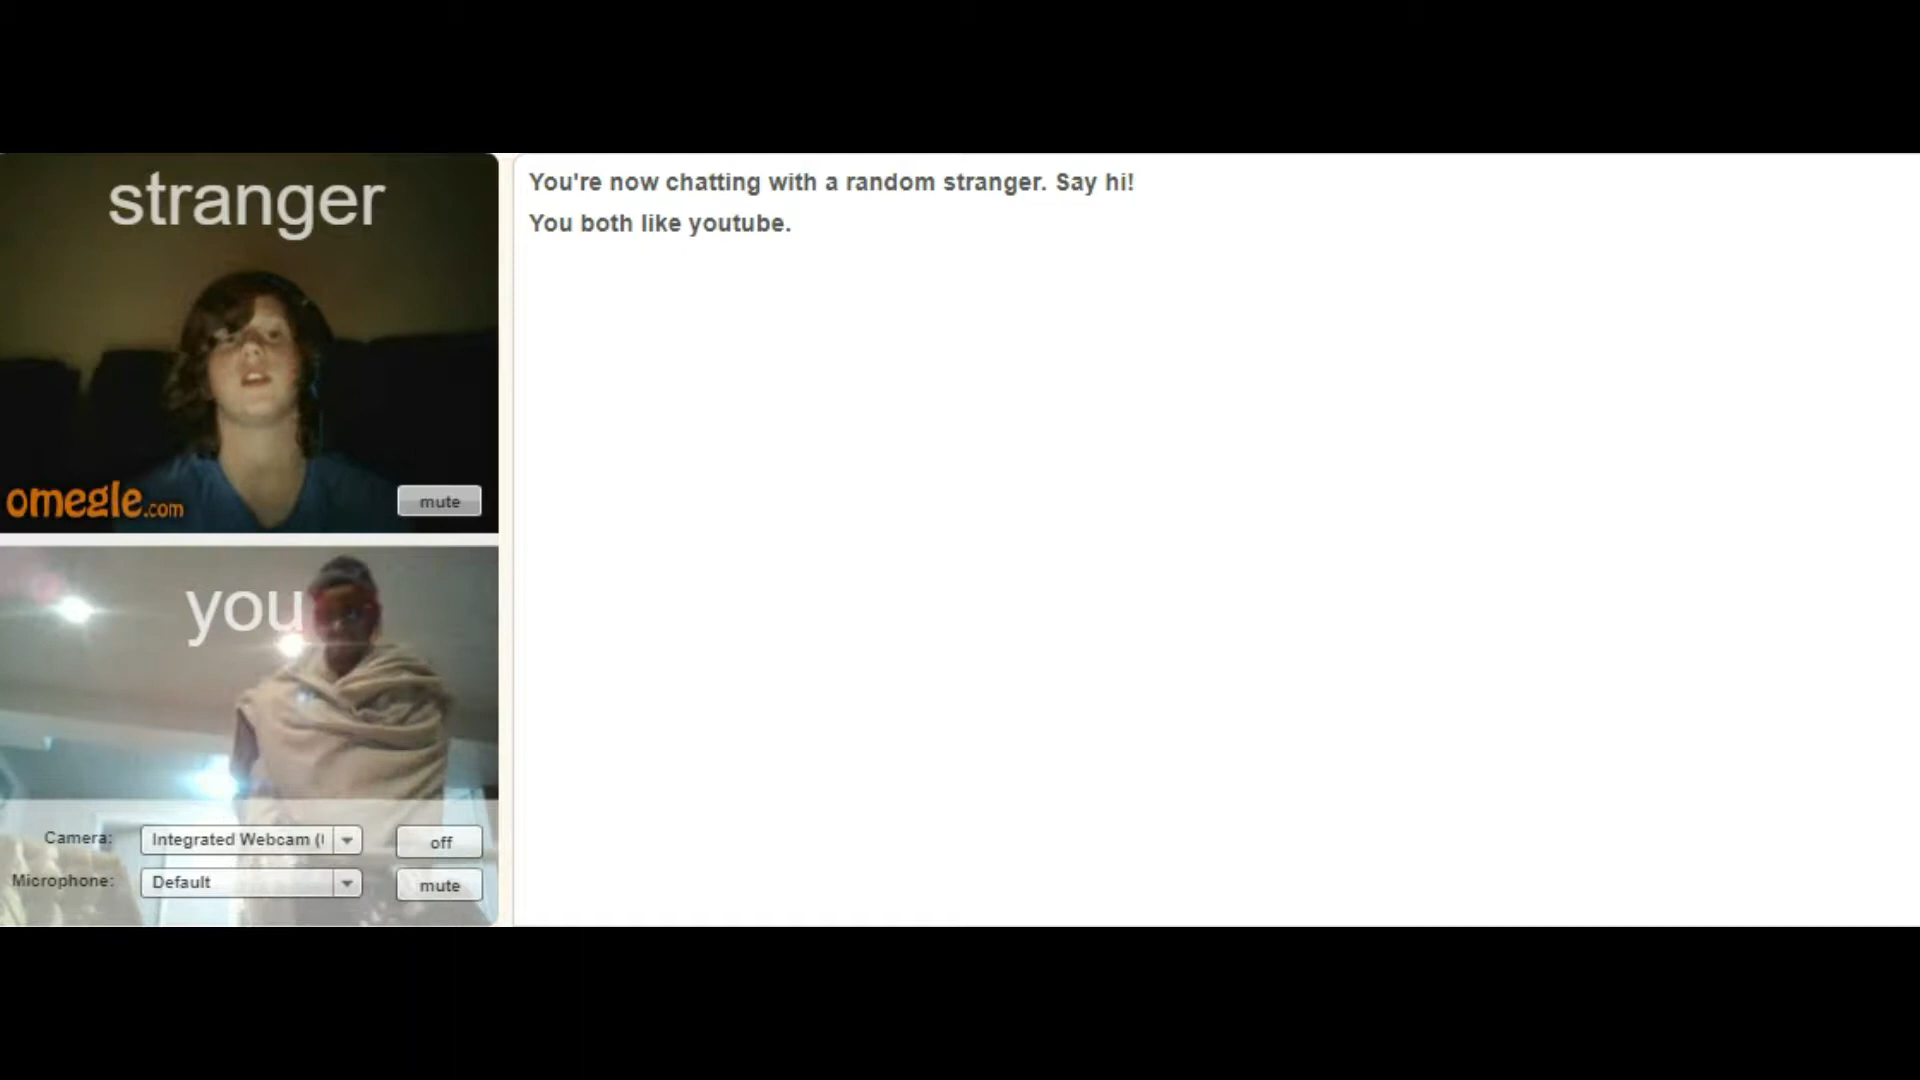 stranger
omegle.com
mute
you
Camera: Integrated Webcam ( off
Microphone: Default mute
You're now chatting with a random stranger. Say hi!
You both like youtube.